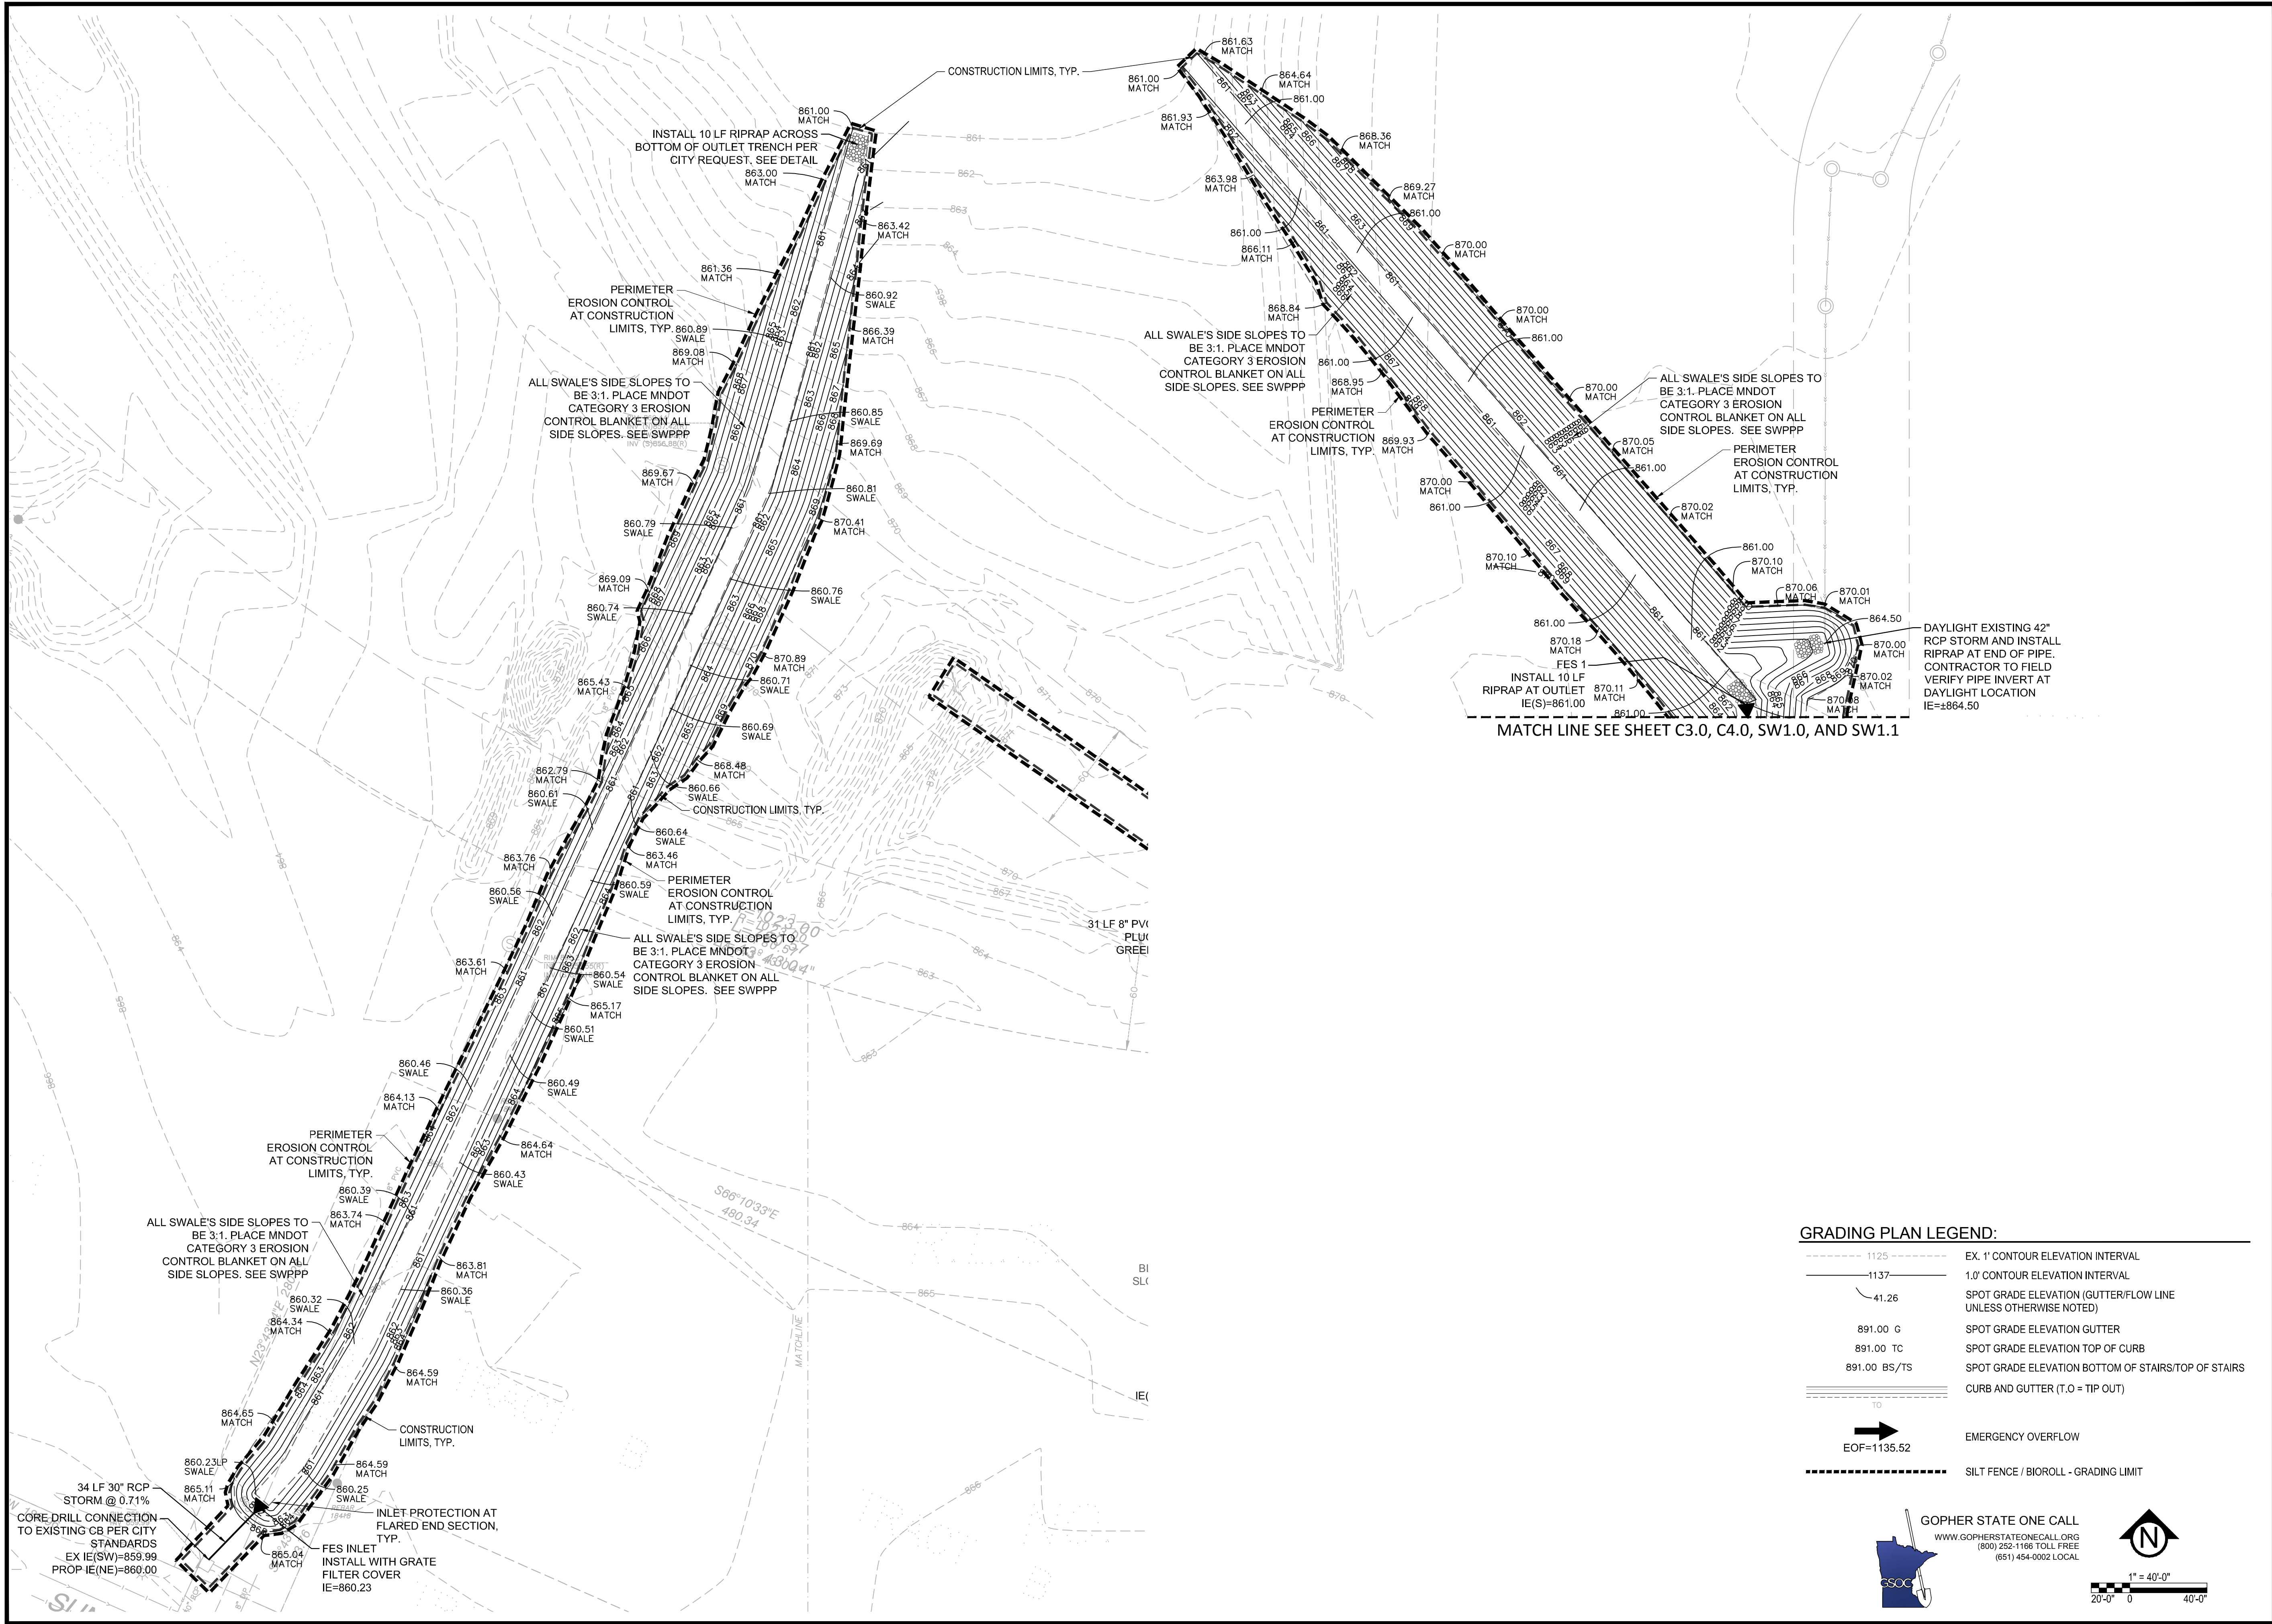 861.63
MATCH
CONSTRUCTION LIMITS, TYP.
861.00
MATCH
864.64
MATCH
861.00
861.93
MATCH
868.36
MATCH
863.98
MATCH
869.27
MATCH
861.00
861.00
866.11
MATCH
870.00
MATCH
868.84
MATCH
870.00
MATCH
861.00
ALL SWALE'S SIDE SLOPES TO
BE 3:1. PLACE MNDOT
CATEGORY 3 EROSION
CONTROL BLANKET ON ALL
SIDE SLOPES. SEE SWPPP
861.00
868.95
MATCH
870.00
MATCH
ALL SWALE'S SIDE SLOPES TO
BE 3:1. PLACE MNDOT
CATEGORY 3 EROSION
CONTROL BLANKET ON ALL
SIDE SLOPES. SEE SWPPP
PERIMETER
EROSION CONTROL
AT CONSTRUCTION
LIMITS, TYP.
869.93
MATCH
870.05
MATCH
861.00
PERIMETER
EROSION CONTROL
AT CONSTRUCTION
LIMITS, TYP.
870.00
MATCH
861.00
870.02
MATCH
861.00
870.10
MATCH
870.10
MATCH
870.06
MATCH
870.01
MATCH
864.50
861.00
870.18
MATCH
DAYLIGHT EXISTING 42"
RCP STORM AND INSTALL
RIPRAP AT END OF PIPE.
CONTRACTOR TO FIELD
VERIFY PIPE INVERT AT
DAYLIGHT LOCATION
IE=±864.50
870.00
MATCH
870.02
MATCH
FES 1
INSTALL 10 LF
RIPRAP AT OUTLET
IE(S)=861.00
870.11
MATCH
861.00
MATCH
MATCH LINE SEE SHEET C3.0, C4.0, SW1.0, AND SW1.1
861.00
MATCH
INSTALL 10 LF RIPRAP ACROSS
BOTTOM OF OUTLET TRENCH PER
CITY REQUEST. SEE DETAIL
863.00
MATCH
861
862
863
864
863.42
MATCH
861.36
MATCH
860.92
SWALE
PERIMETER
EROSION CONTROL
AT CONSTRUCTION
LIMITS, TYP.
860.89
SWALE
866.39
MATCH
869.08
MATCH
ALL SWALE'S SIDE SLOPES TO
BE 3:1. PLACE MNDOT
CATEGORY 3 EROSION
CONTROL BLANKET ON ALL
SIDE SLOPES. SEE SWPPP
860.85
SWALE
869.69
MATCH
869.67
MATCH
860.81
SWALE
860.79
SWALE
870.41
MATCH
869.09
MATCH
860.76
SWALE
860.74
SWALE
870.89
MATCH
860.71
SWALE
865.43
MATCH
860.69
SWALE
868.48
MATCH
862.79
MATCH
860.66
SWALE
860.61
SWALE
CONSTRUCTION LIMITS, TYP.
860.64
SWALE
863.46
MATCH
863.76
MATCH
860.59
SWALE
PERIMETER
EROSION CONTROL
AT CONSTRUCTION
LIMITS, TYP.
860.56
SWALE
31 LF 8" PVC
ALL SWALE'S SIDE SLOPES TO
BE 3:1. PLACE MNDOT
CATEGORY 3 EROSION
CONTROL BLANKET ON ALL
SIDE SLOPES. SEE SWPPP
863.61
MATCH
860.54
SWALE
865.17
MATCH
860.51
SWALE
860.46
SWALE
860.49
SWALE
864.13
MATCH
PERIMETER
EROSION CONTROL
AT CONSTRUCTION
LIMITS, TYP.
864.64
MATCH
860.43
SWALE
860.39
SWALE
863.74
MATCH
S66°10'33"E
480.34
ALL SWALE'S SIDE SLOPES TO
BE 3:1. PLACE MNDOT
CATEGORY 3 EROSION
CONTROL BLANKET ON ALL
SIDE SLOPES. SEE SWPPP
863.81
MATCH
860.36
SWALE
860.32
SWALE
864.34
MATCH
MATCHLINE
864.59
MATCH
864.65
MATCH
CONSTRUCTION
LIMITS, TYP.
860.23LP
SWALE
864.59
MATCH
34 LF 30" RCP
STORM @ 0.71%
865.11
MATCH
860.25
SWALE
CORE DRILL CONNECTION
TO EXISTING CB PER CITY
STANDARDS
EX IE(SW)=859.99
PROP IE(NE)=860.00
INLET PROTECTION AT
FLARED END SECTION,
TYP.
865.04
MATCH
FES INLET
INSTALL WITH GRATE
FILTER COVER
IE=860.23
GRADING PLAN LEGEND:
1125 EX. 1' CONTOUR ELEVATION INTERVAL
1137 1.0' CONTOUR ELEVATION INTERVAL
41.26 SPOT GRADE ELEVATION (GUTTER/FLOW LINE
UNLESS OTHERWISE NOTED)
891.00 G SPOT GRADE ELEVATION GUTTER
891.00 TC SPOT GRADE ELEVATION TOP OF CURB
891.00 BS/TS SPOT GRADE ELEVATION BOTTOM OF STAIRS/TOP OF STAIRS
CURB AND GUTTER (T.O = TIP OUT)
TO
EMERGENCY OVERFLOW
EOF=1135.52
SILT FENCE / BIOROLL - GRADING LIMIT
GOPHER STATE ONE CALL
WWW.GOPHERSTATEONECALL.ORG
(800) 252-1166 TOLL FREE
(651) 454-0002 LOCAL
GSOC
N
1" = 40'-0"
20'-0" 0 40'-0"